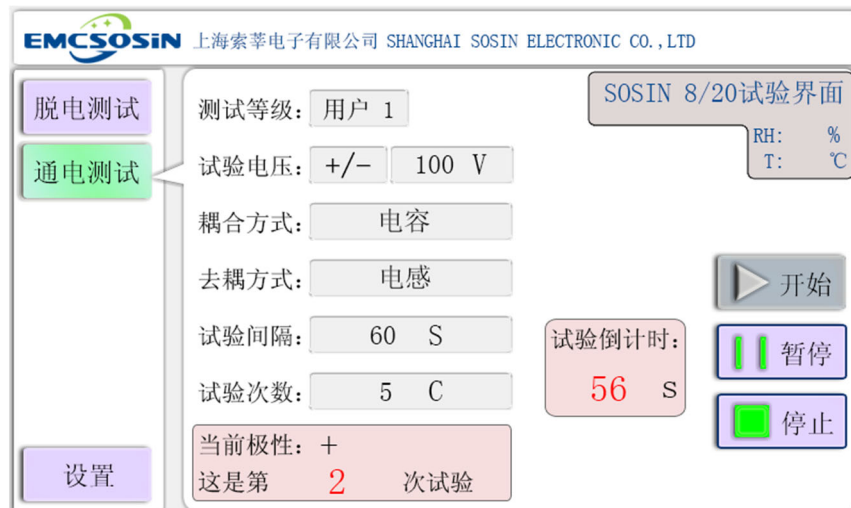 EMCSOSiN 上海索莘电子有限公司 SHANGHAI SOSIN ELECTRONIC CO.,LTD
脱电测试
通电测试
设置
测试等级: 用户 1
试验电压: +/- 100 V
耦合方式: 电容
去耦方式: 电感
试验间隔: 60 S
试验次数: 5 C
当前极性: +
这是第 2 次试验
SOSIN 8/20试验界面
RH: %
T: ℃
试验倒计时:
56 S
开始
暂停
停止